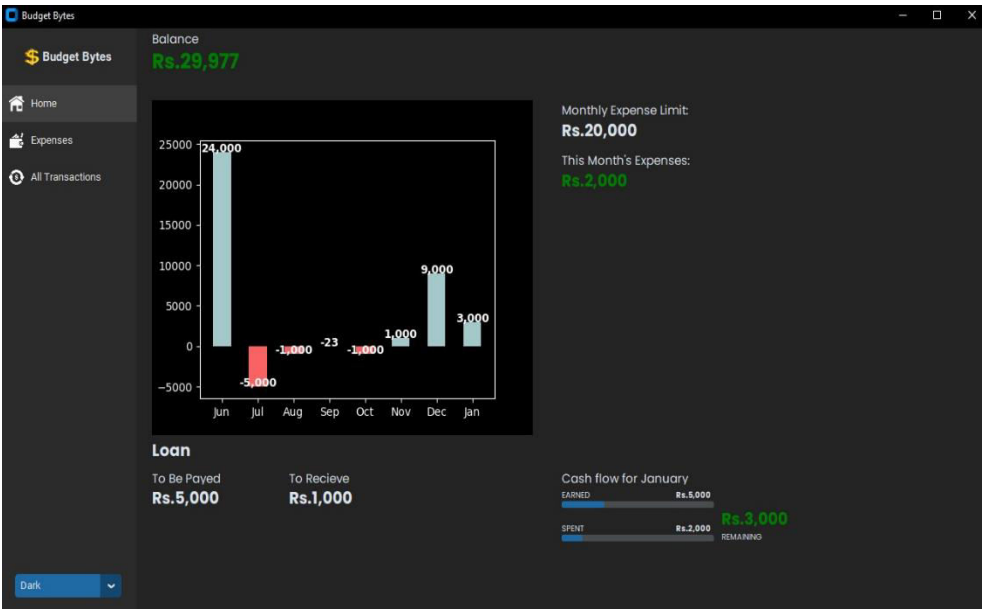 Budget Bytes
Budget Bytes
Home
Expenses
All Transactions
Dark
Balance
Rs.29,977
25000
20000
15000
10000
5000
0
−5000
24,000
-5,000
-1,000
-23
-1,000
1,000
9,000
3,000
Jun Jul Aug Sep Oct Nov Dec Jan
Monthly Expense Limit:
Rs.20,000
This Month's Expenses:
Rs.2,000
Loan
To Be Payed To Recieve
Rs.5,000 Rs.1,000
Cash flow for January
EARNED Rs.5,000
SPENT Rs.2,000
Rs.3,000
REMAINING